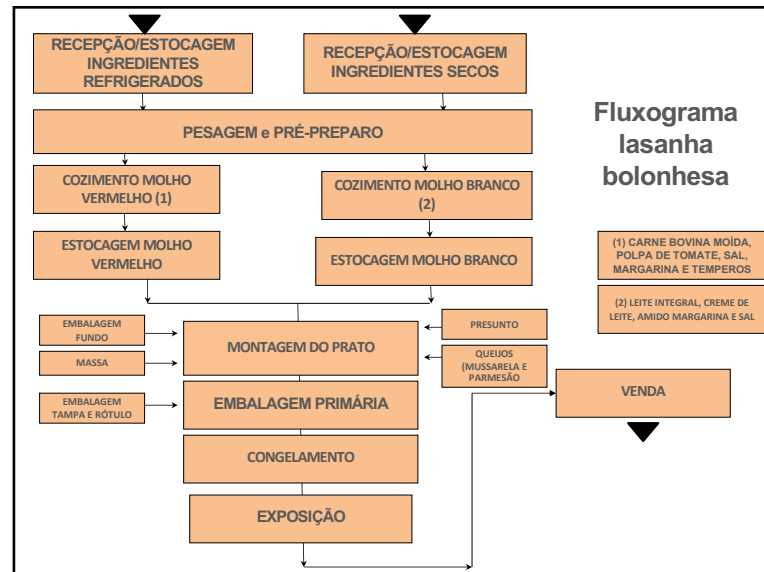 RECEPÇÃO/ESTOCAGEM
INGREDIENTES
REFRIGERADOS
RECEPÇÃO/ESTOCAGEM
INGREDIENTES SECOS
PESAGEM e PRÉ-PREPARO
Fluxograma
lasanha
bolonhesa
COZIMENTO MOLHO
VERMELHO (1)
COZIMENTO MOLHO BRANCO
(2)
ESTOCAGEM MOLHO
VERMELHO
ESTOCAGEM MOLHO BRANCO
(1) CARNE BOVINA MOÍDA,
POLPA DE TOMATE, SAL,
MARGARINA E TEMPEROS
(2) LEITE INTEGRAL, CREME DE
LEITE, AMIDO MARGARINA E SAL
EMBALAGEM
FUNDO
MASSA
MONTAGEM DO PRATO
PRESUNTO
QUEIJOS
(MUSSARELA E
PARMESÃO
EMBALAGEM
TAMPA E RÓTULO
EMBALAGEM PRIMÁRIA
VENDA
CONGELAMENTO
EXPOSIÇÃO